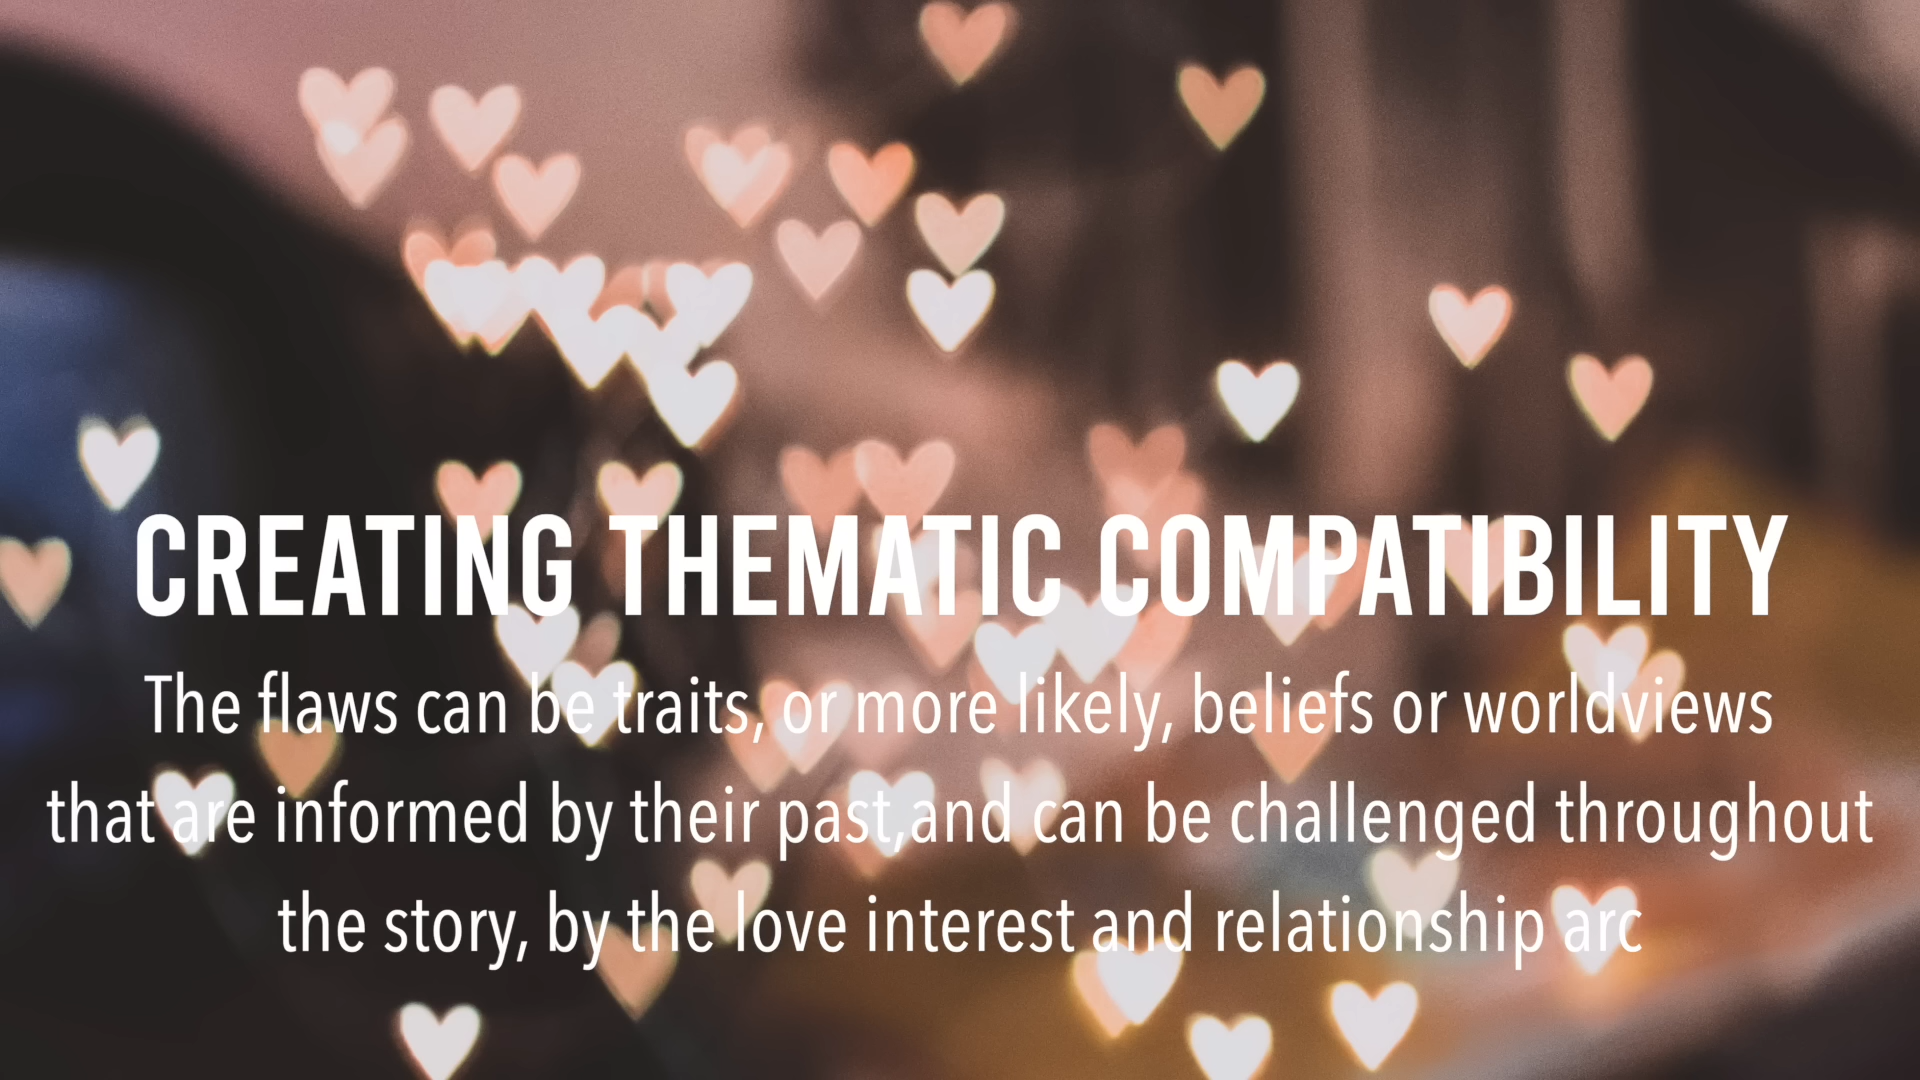 CREATING THEMATIC COMPATIBILITY
The flaws can be traits, or more likely, beliefs or worldviews
that are informed by their past,and can be challenged throughout
the story, by the love interest and relationship arc